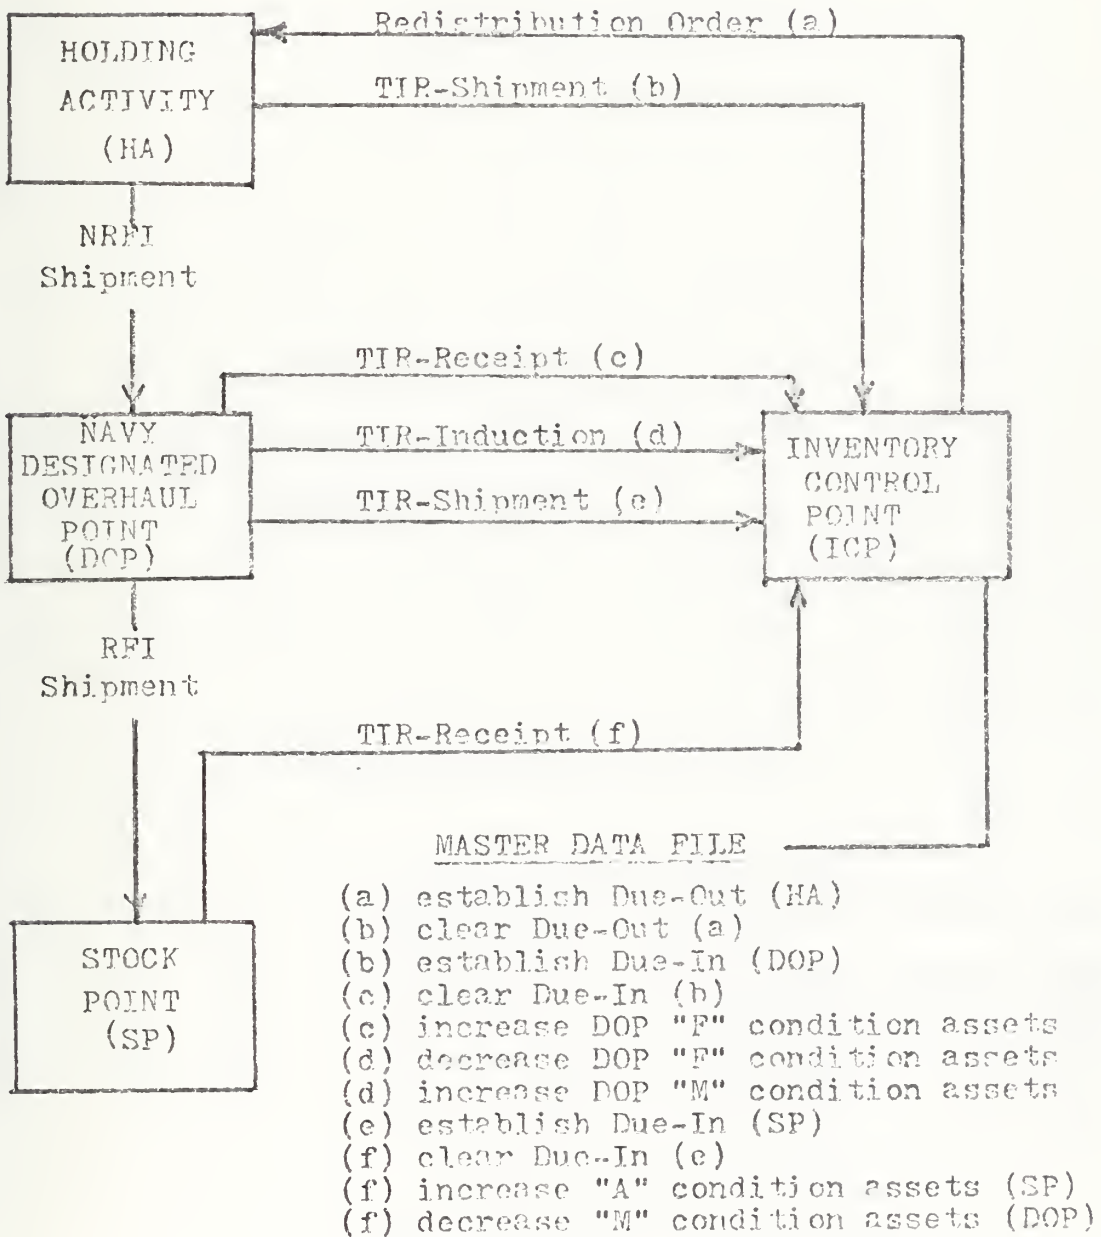 Redistribution Order (a)
HOLDING
ACTIVITY
(HA)
TIR-Shipment (b)
NRFI
Shipment
TIR-Receipt (c)
NAVY
DESIGNATED
OVERHAUL
POINT
(DOP)
TIR-Induction (d)
TIR-Shipment (e)
INVENTORY
CONTROL
POINT
(ICP)
RFI
Shipment
TIR-Receipt (f)
MASTER DATA FILE
(a) establish Due-Out (HA)
(b) clear Due-Out (a)
(b) establish Due-In (DOP)
(c) clear Due-In (b)
(c) increase DOP "F" condition assets
(d) decrease DOP "F" condition assets
(d) increase DOP "M" condition assets
(e) establish Due-In (SP)
(f) clear Due-In (e)
(f) increase "A" condition assets (SP)
(f) decrease "M" condition assets (DOP)
STOCK
POINT
(SP)